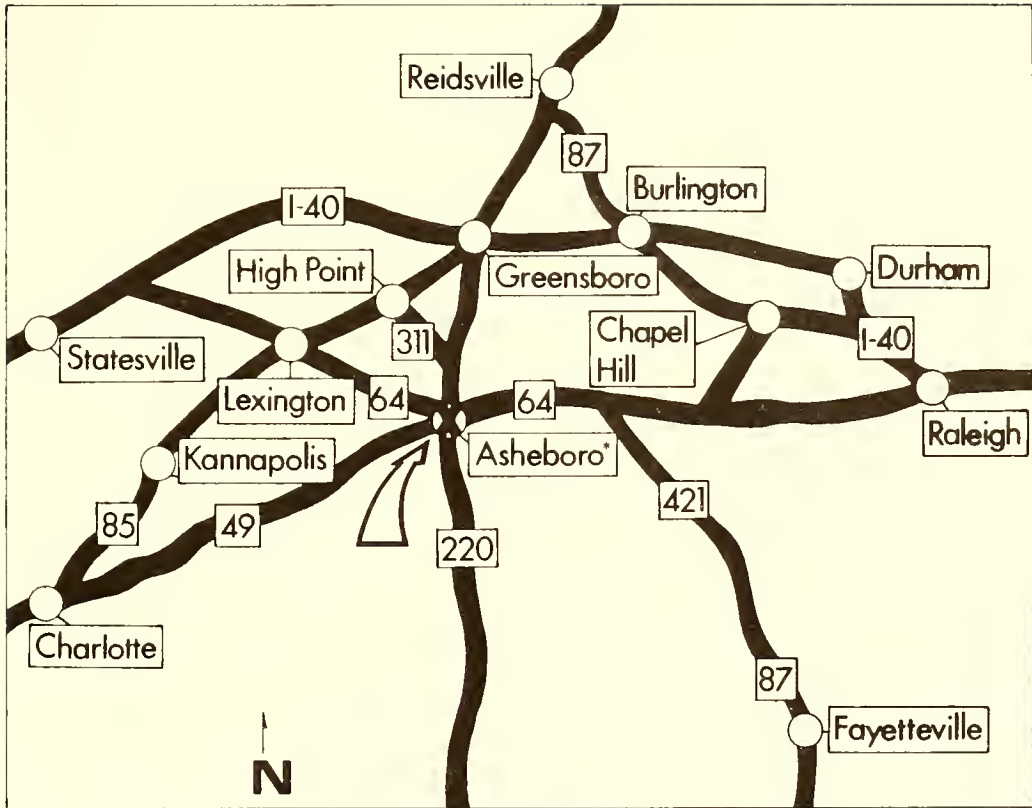 Reidsville
87
Burlington
I-40
High Point
Greensboro
Durham
Chapel
Hill
311
I-40
Statesville
Lexington
64
64
Raleigh
Asheboro*
Kannapolis
421
85
49
220
Charlotte
87
Fayetteville
N